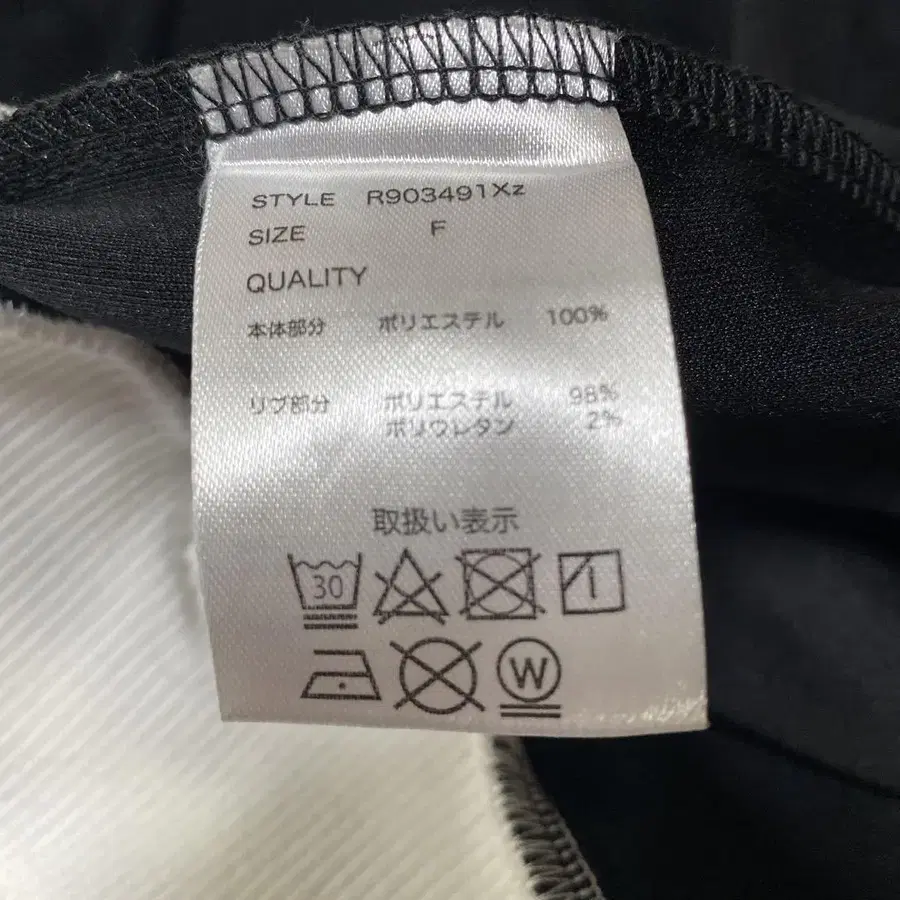 STYLE R903491Xz
SIZE F
QUALITY
本体部分 ポリエステル 100%
リブ部分 ポリエステル 98%
ポリウレタン 2%
取扱い表示
30
W